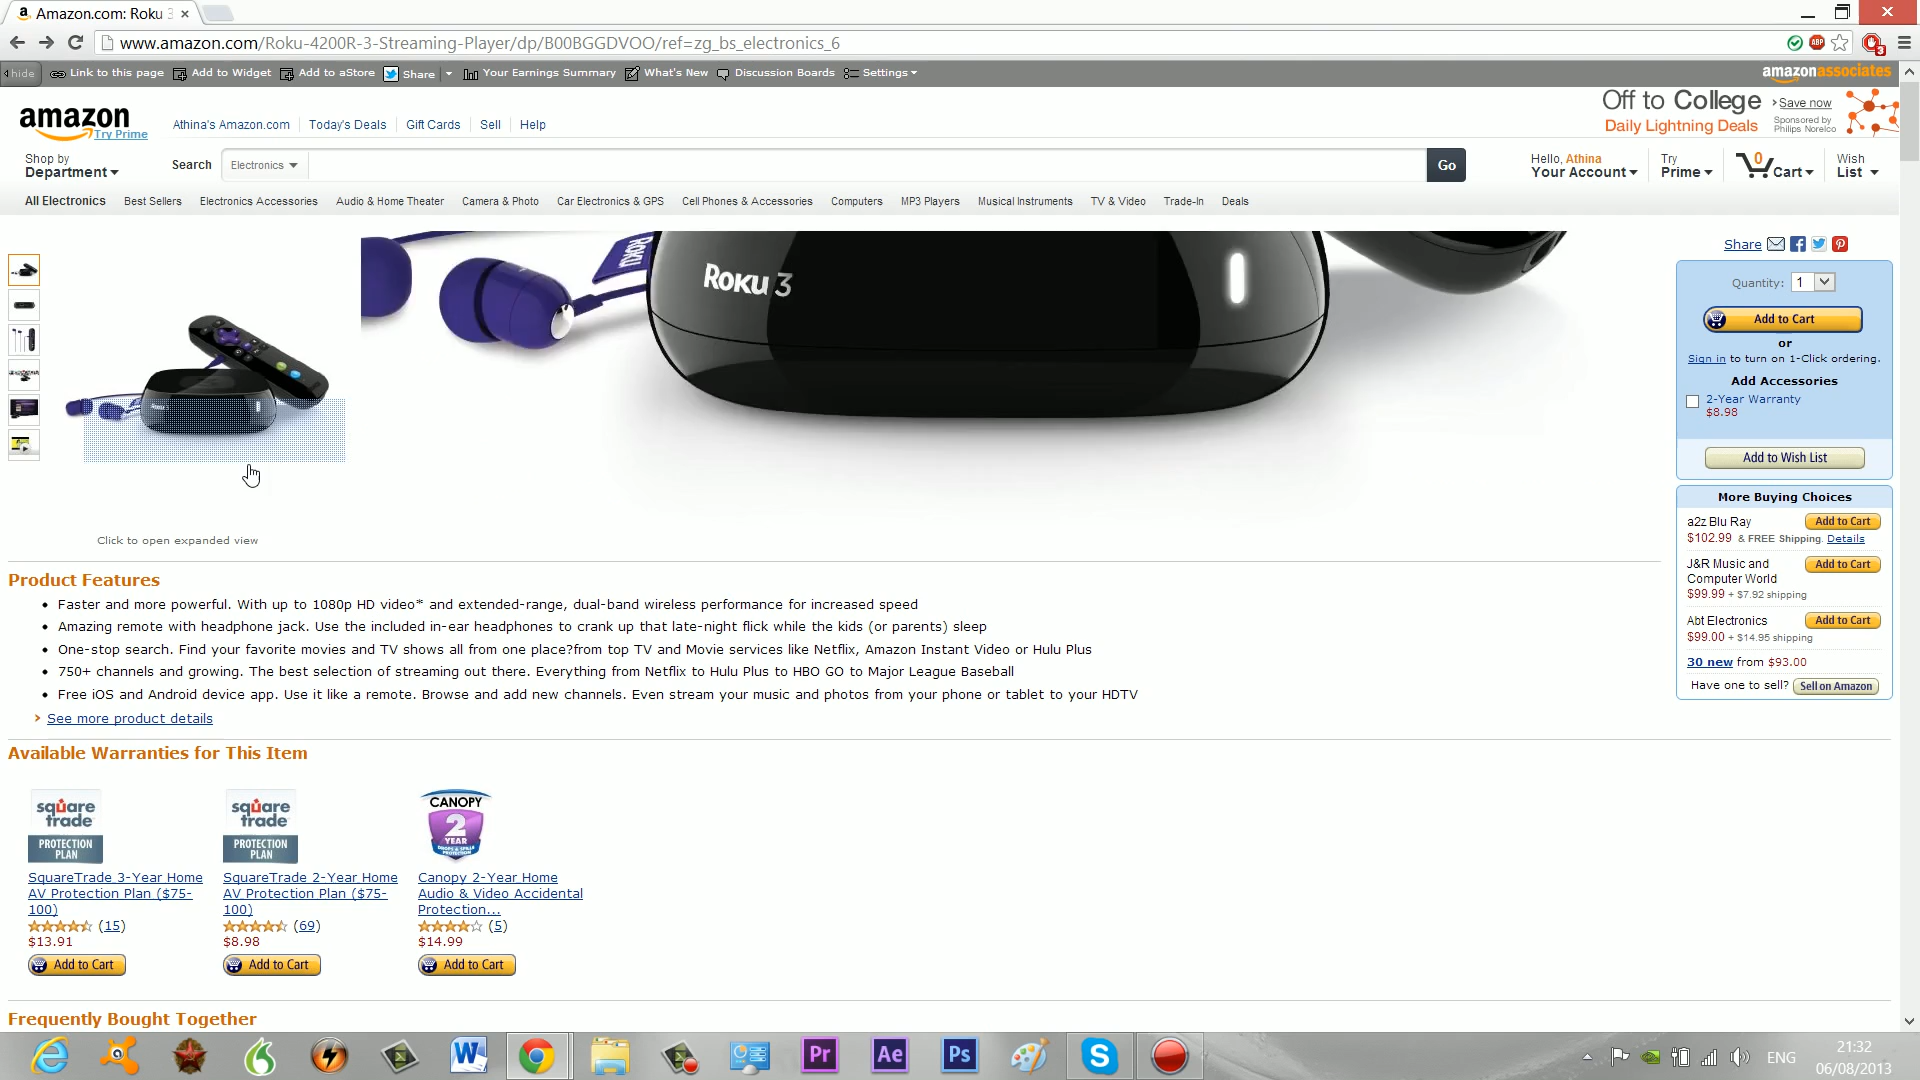 Amazon.com: Roku 3
www.amazon.com/Roku-4200R-3-Streaming-Player/dp/B00BGGDVOO/ref=zg_bs_electronics_6
ABP
3
hide
Link to this page
Add to Widget
Add to aStore
Share
Your Earnings Summary
What's New
Discussion Boards
Settings
amazonassociates
amazon
Try Prime
Athina's Amazon.com
Today's Deals
Gift Cards
Sell
Help
Off to College
Daily Lightning Deals
Save now
Sponsored by
Philips Norelco
Shop by
Department
Search
Electronics
Go
Hello, Athina
Your Account
Try
Prime
0
Cart
Wish
List
All Electronics
Best Sellers
Electronics Accessories
Audio & Home Theater
Camera & Photo
Car Electronics & GPS
Cell Phones & Accessories
Computers
MP3 Players
Musical Instruments
TV & Video
Trade-In
Deals
ROKU
ROKU 3
ROKU 3
Click to open expanded view
Share
Quantity: 1
Add to Cart
or
Sign in to turn on 1-Click ordering.
Add Accessories
2-Year Warranty
$8.98
Add to Wish List
More Buying Choices
a2z Blu Ray
Add to Cart
$102.99 & FREE Shipping. Details
J&R Music and
Computer World
Add to Cart
$99.99 + $7.92 shipping
Abt Electronics
Add to Cart
$99.00 + $14.95 shipping
30 new from $93.00
Have one to sell? Sell on Amazon
Product Features
Faster and more powerful. With up to 1080p HD video* and extended-range, dual-band wireless performance for increased speed
Amazing remote with headphone jack. Use the included in-ear headphones to crank up that late-night flick while the kids (or parents) sleep
One-stop search. Find your favorite movies and TV shows all from one place?from top TV and Movie services like Netflix, Amazon Instant Video or Hulu Plus
750+ channels and growing. The best selection of streaming out there. Everything from Netflix to Hulu Plus to HBO GO to Major League Baseball
Free iOS and Android device app. Use it like a remote. Browse and add new channels. Even stream your music and photos from your phone or tablet to your HDTV
See more product details
Available Warranties for This Item
square
trade
PROTECTION
PLAN
SquareTrade 3-Year Home
AV Protection Plan ($75-
100)
(15)
$13.91
Add to Cart
square
trade
PROTECTION
PLAN
SquareTrade 2-Year Home
AV Protection Plan ($75-
100)
(69)
$8.98
Add to Cart
CANOPY
2
YEAR
DROPS & SPILLS
PROTECTION
Canopy 2-Year Home
Audio & Video Accidental
Protection...
(5)
$14.99
Add to Cart
Frequently Bought Together
W
Pr
Ae
Ps
S
ENG
21:32
06/08/2013